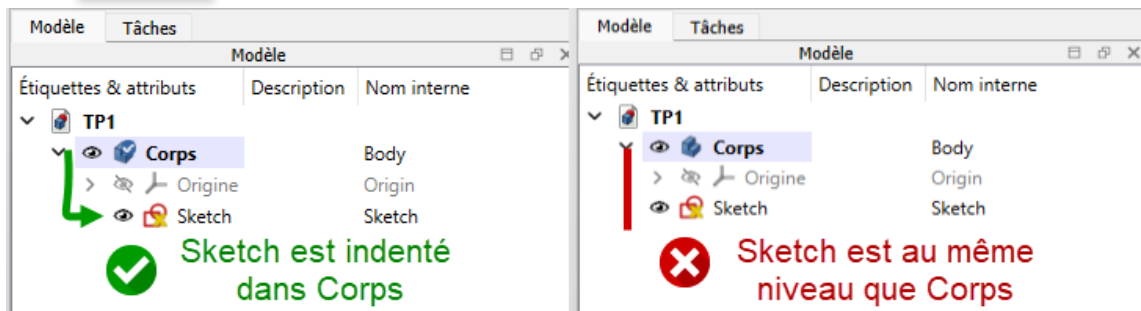 Modèle Tâches
Modèle
Étiquettes & attributs Description Nom interne
TP1
Corps Body
Origine Origin
Sketch Sketch
Sketch est indenté
dans Corps
Modèle Tâches
Modèle
Étiquettes & attributs Description Nom interne
TP1
Corps Body
Origine Origin
Sketch Sketch
Sketch est au même
niveau que Corps